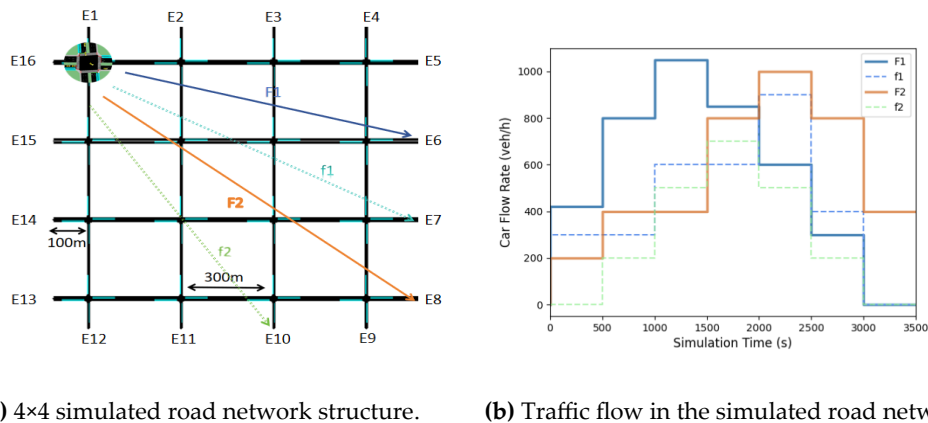 E1 E2 E3 E4
E16 E5
F1
E15 E6
f1
F2
E14 E7
100m
f2
300m
E13 E8
E12 E11 E10 E9
Car Flow Rate (veh/h)
1000
800
600
400
200
0
F1
f1
F2
f2
0 500 1000 1500 2000 2500 3000 3500
Simulation Time (s)
) 4×4 simulated road network structure.
(b) Traffic flow in the simulated road netw